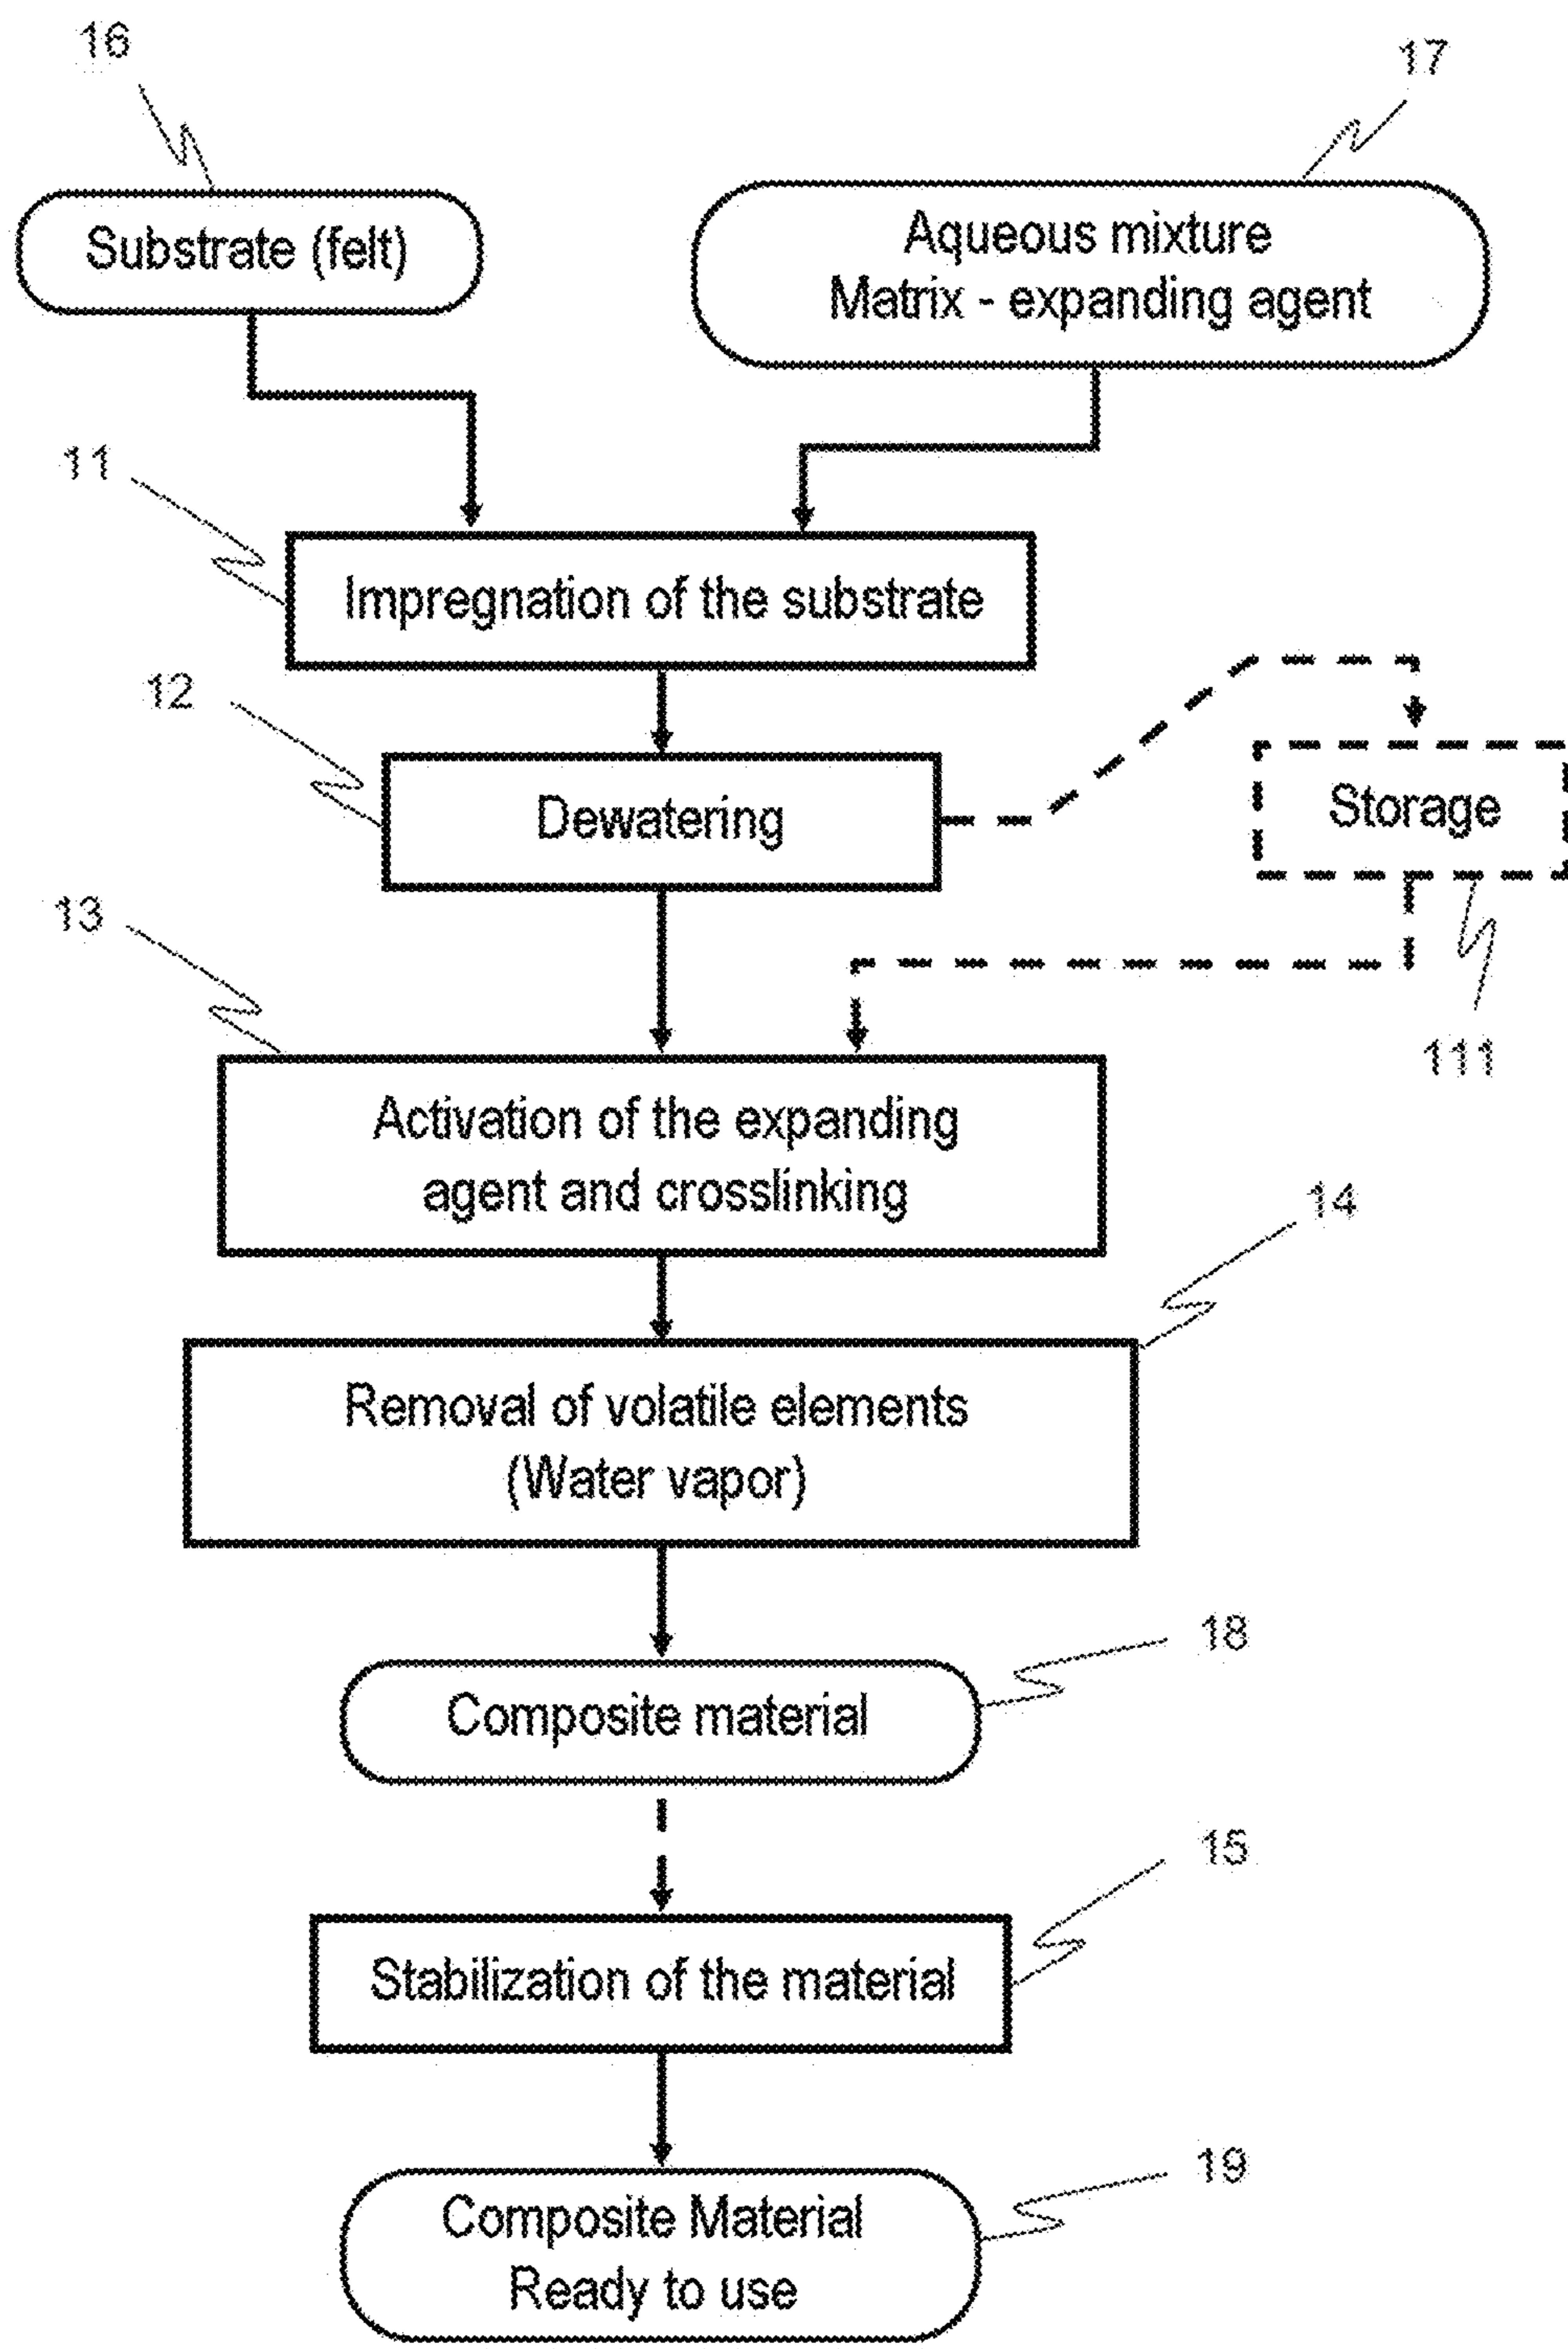 16
17
Substrate (felt)
Aqueous mixture
Matrix - expanding agent
11
Impregnation of the substrate
12
Dewatering
Storage
13
111
Activation of the expanding
agent and crosslinking
14
Removal of volatile elements
(Water vapor)
18
Composite material
15
Stabilization of the material
19
Composite Material
Ready to use